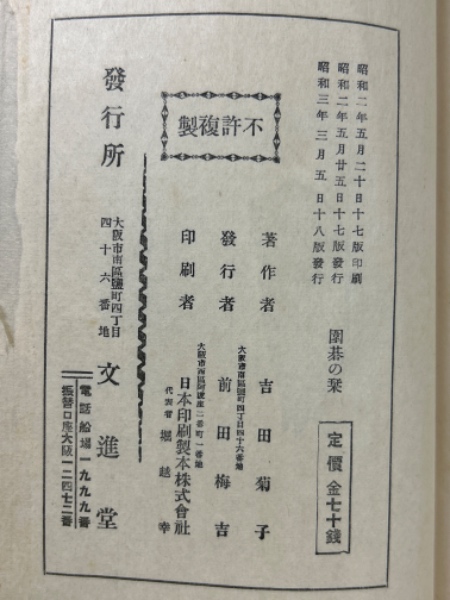 昭和二年五月二十日十七版印刷
昭和二年五月廿五日十七版發行
昭和三年三月五日十八版發行
圍碁の栞
定價 金七十錢
不許複製
著作者 吉田菊子
大阪市南區鹽町四丁目四十六番地
發行者 前田梅吉
大阪市西區阿波座二番町一番地
印刷者 日本印刷製本株式會社
代表者 堀越幸
發行所
大阪市南區鹽町四丁目
四十六番地
文進堂
電話船場一九九九番
振替口座大阪一二四七二番